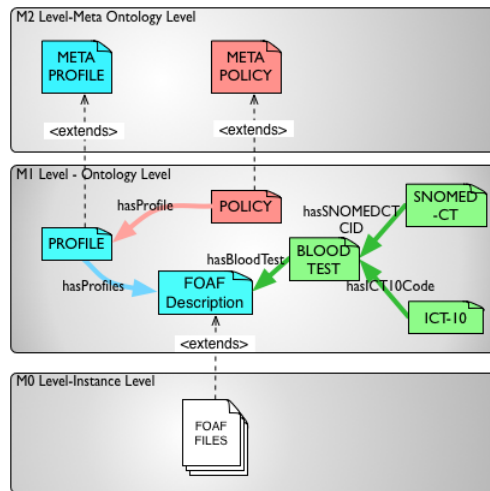 M2 Level-Meta Ontology Level
META
PROFILE
META
POLICY
<extends>
<extends>
M1 Level - Ontology Level
hasProfile
POLICY
SNOMED
-CT
hasSNOMEDCT
CID
PROFILE
hasBloodTest
BLOOD
TEST
hasProfiles
FOAF
Description
hasICT10Code
ICT-10
<extends>
M0 Level-Instance Level
FOAF
FILES